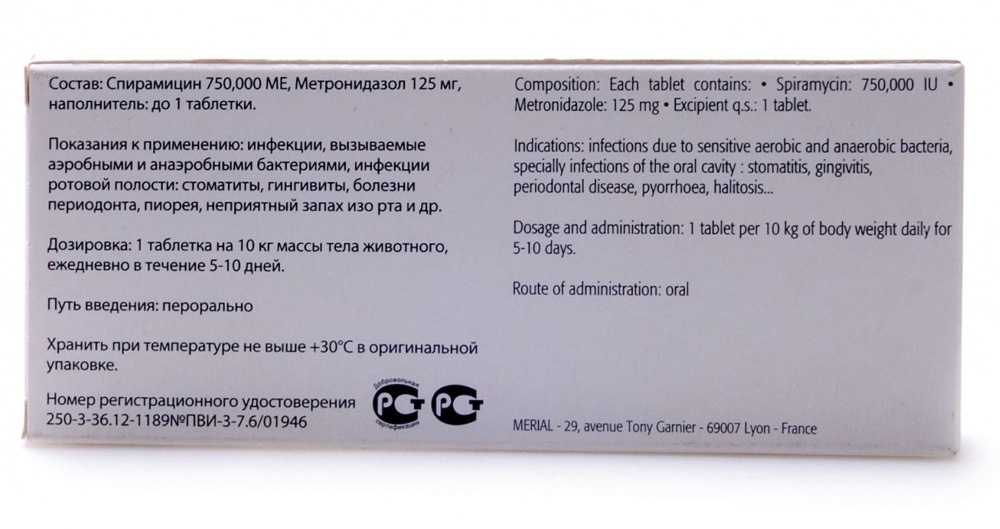 Состав: Спирамицин 750,000 МЕ, Метронидазол 125 мг,
наполнитель: до 1 таблетки.
Показания к применению: инфекции, вызываемые
аэробными и анаэробными бактериями, инфекции
ротовой полости: стоматиты, гингивиты, болезни
периодонта, пиорея, неприятный запах изо рта и др.
Дозировка: 1 таблетка на 10 кг массы тела животного,
ежедневно в течение 5-10 дней.
Путь введения: перорально
Хранить при температуре не выше +30°С в оригинальной
упаковке.
Номер регистрационного удостоверения
250-3-36.12-1189№ПВИ-3-7.6/01946
Добровольная
РСТ
сертификация
РСТ
Composition: Each tablet contains: • Spiramycin: 750,000 IU •
Metronidazole: 125 mg • Excipient q.s.: 1 tablet.
Indications: infections due to sensitive aerobic and anaerobic bacteria,
specially infections of the oral cavity : stomatitis, gingivitis,
periodontal disease, pyorrhoea, halitosis...
Dosage and administration: 1 tablet per 10 kg of body weight daily for
5-10 days.
Route of administration: oral
MERIAL - 29, avenue Tony Garnier - 69007 Lyon - France